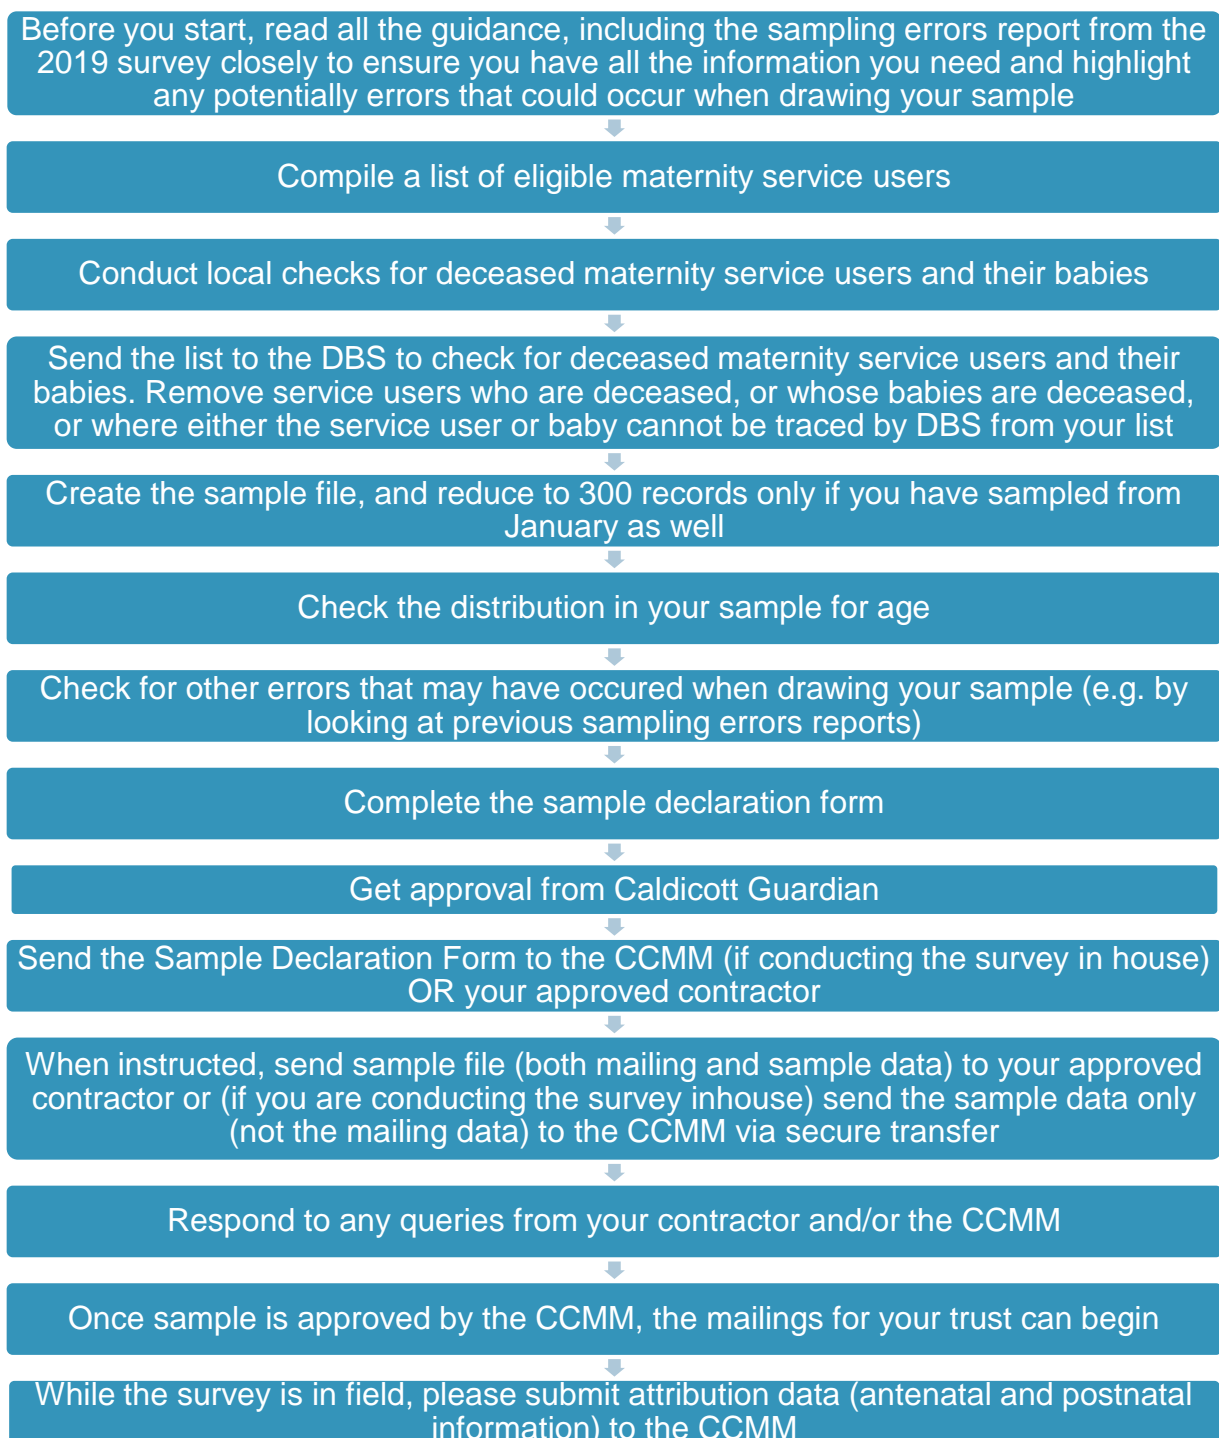 Before you start, read all the guidance, including the sampling errors report from the
2019 survey closely to ensure you have all the information you need and highlight
any potentially errors that could occur when drawing your sample
Compile a list of eligible maternity service users
Conduct local checks for deceased maternity service users and their babies
Send the list to the DBS to check for deceased maternity service users and their
babies. Remove service users who are deceased, or whose babies are deceased,
or where either the service user or baby cannot be traced by DBS from your list
Create the sample file, and reduce to 300 records only if you have sampled from
January as well
Check the distribution in your sample for age
Check for other errors that may have occured when drawing your sample (e.g. by
looking at previous sampling errors reports)
Complete the sample declaration form
Get approval from Caldicott Guardian
Send the Sample Declaration Form to the CCMM (if conducting the survey in house)
OR your approved contractor
When instructed, send sample file (both mailing and sample data) to your approved
contractor or (if you are conducting the survey inhouse) send the sample data only
(not the mailing data) to the CCMM via secure transfer
Respond to any queries from your contractor and/or the CCMM
Once sample is approved by the CCMM, the mailings for your trust can begin
While the survey is in field, please submit attribution data (antenatal and postnatal
information) to the CCMM